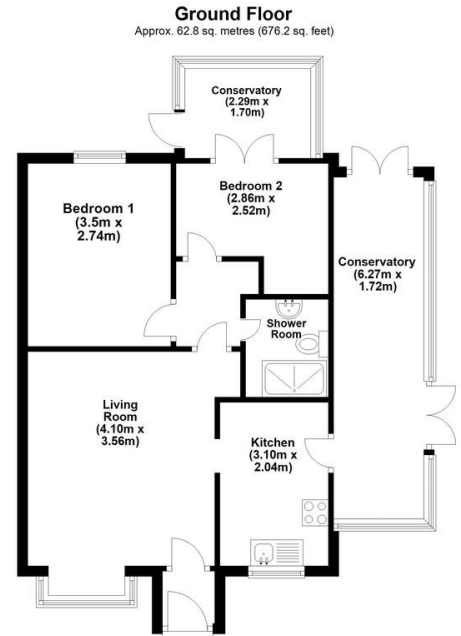 Ground Floor
Approx. 62.8 sq. metres (676.2 sq. feet)
Conservatory
(2.29m x
1.70m)
Bedroom 1
(3.5m x
2.74m)
Bedroom 2
(2.86m x
2.52m)
Conservatory
(6.27m x
1.72m)
Shower
Room
Living
Room
(4.10m x
3.56m)
Kitchen
(3.10m x
2.04m)